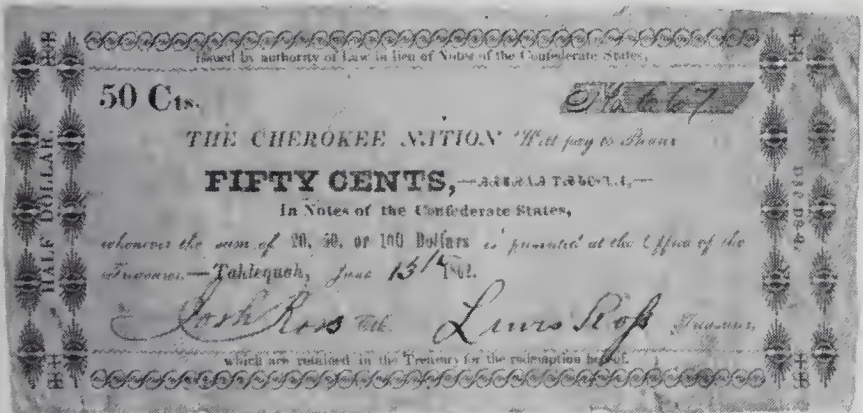 Issued by authority of Law in lieu of Notes of the Confederate States,
50 Cts.
THE CHEROKEE NATION Will pay to Bearer
FIFTY CENTS,
In Notes of the Confederate States,
whenever the sum of 20, 50, or 100 Dollars is presented at the Office of the
Treasurer.—Tahlequah, June 13th 1862.
Josh Ross Lewis Ross Treasurer,
which are retained in the Treasury for the redemption hereof.
HALF DOLLAR.